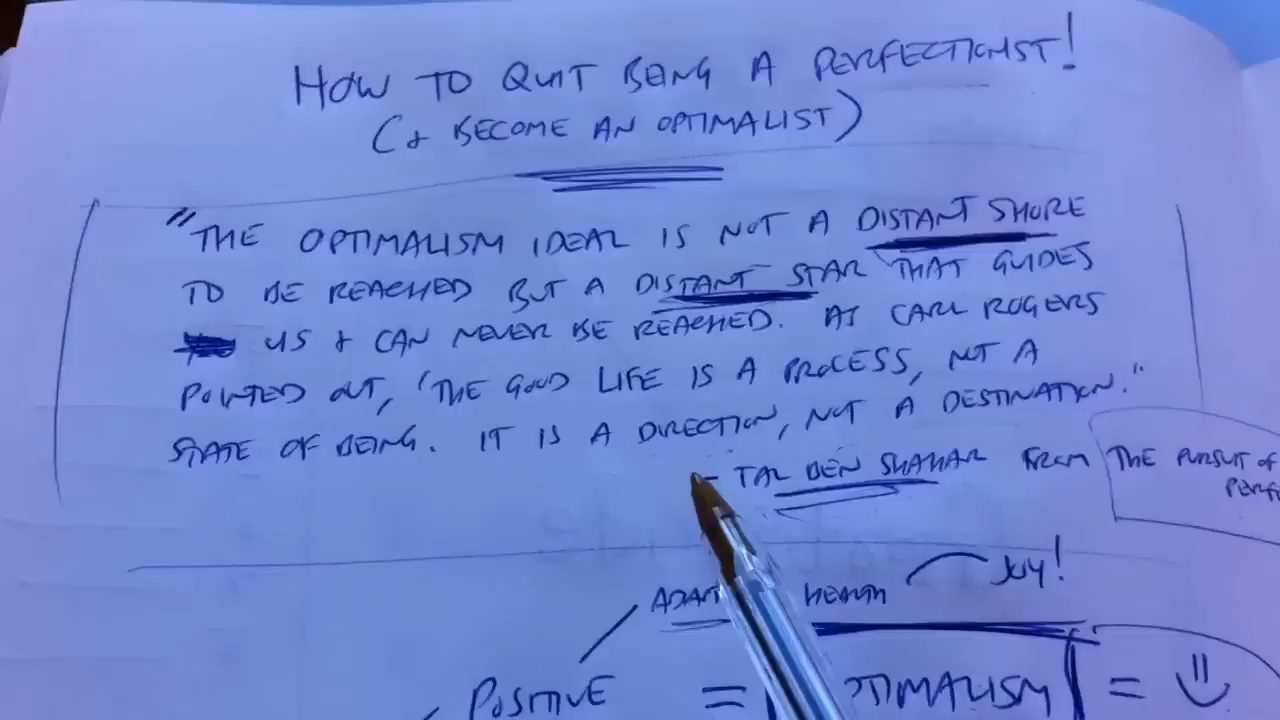 HOW TO QUIT BEING A PERFECTIONIST!
(& BECOME AN OPTIMALIST)
"THE OPTIMALISM IDEAL IS NOT A DISTANT SHORE
TO BE REACHED BUT A DISTANT STAR THAT GUIDES
US & CAN NEVER BE REACHED. AS CARL ROGERS
POINTED OUT, 'THE GOOD LIFE IS A PROCESS, NOT A
STATE OF BEING. IT IS A DIRECTION, NOT A DESTINATION."
- TAL BEN SHAHAR FROM THE PURSUIT OF
PERF
HEALTH JOY!
POSITIVE = OPTIMALISM =